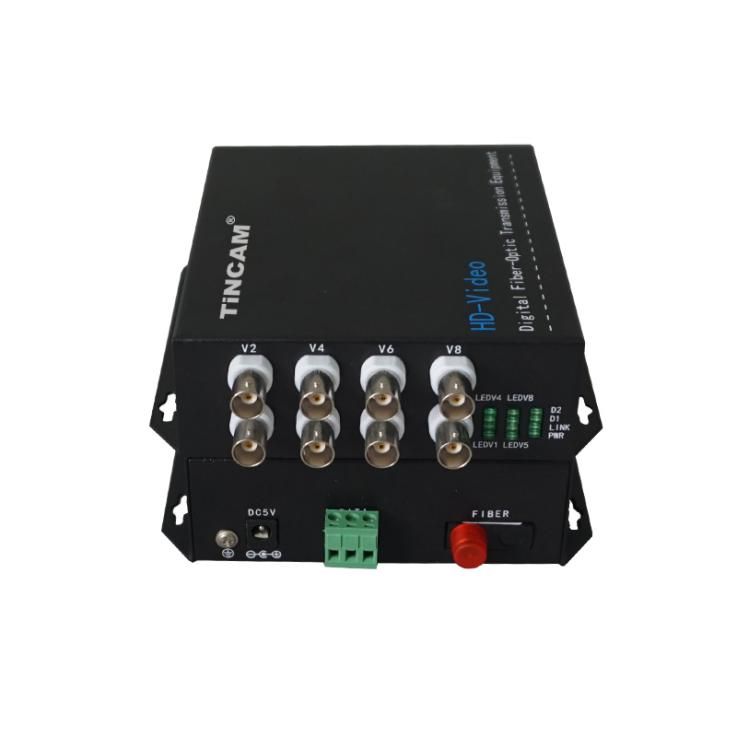 TiNCAM®
HD-Video
Digital Fiber-Optic Transmission Equipment
V2 V4 V6 V8
LEDV4 LEDV8
D2
D1
LINK
PWR
LEDV1 LEDV5
DC5V
FIBER